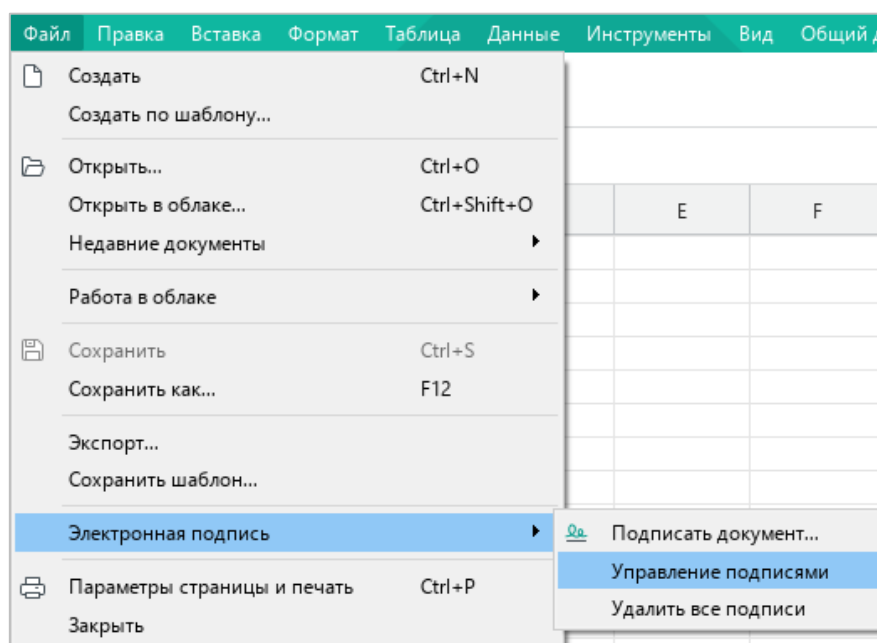 Файл Правка Вставка Формат Таблица Данные Инструменты Вид Общий
Создать Ctrl+N
Создать по шаблону...
Открыть... Ctrl+O
Открыть в облаке... Ctrl+Shift+O
E F
Недавние документы
Работа в облаке
Сохранить Ctrl+S
Сохранить как... F12
Экспорт...
Сохранить шаблон...
Электронная подпись
Подписать документ...
Управление подписями
Удалить все подписи
Параметры страницы и печать Ctrl+P
Закрыть